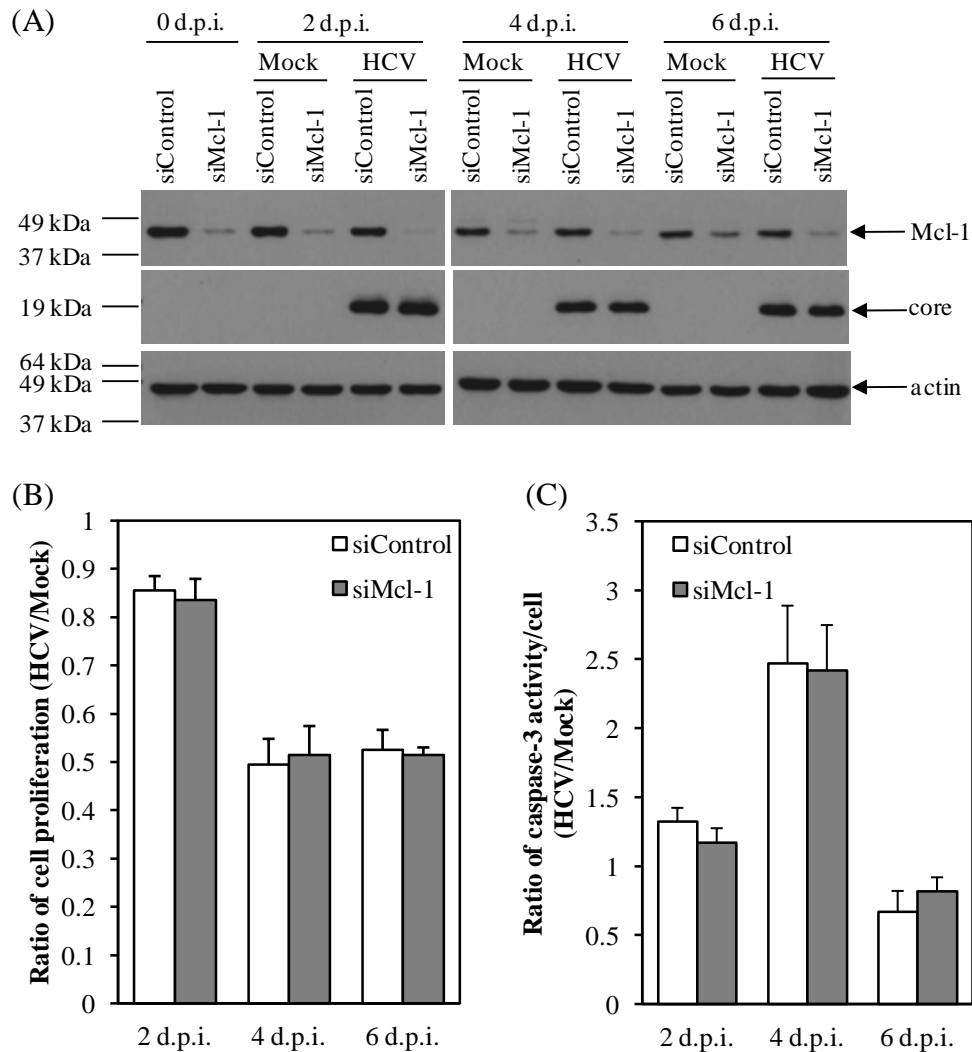 (A)
0 d.p.i. 2 d.p.i. 4 d.p.i. 6 d.p.i.
Mock HCV Mock HCV Mock HCV
siControl siMcl-1 siControl siMcl-1 siControl siMcl-1 siControl siMcl-1 siControl siMcl-1 siControl siMcl-1 siControl siMcl-1
49 kDa
37 kDa
Mcl-1
19 kDa
core
64 kDa
49 kDa
37 kDa
actin
(B)
Ratio of cell proliferation (HCV/Mock)
1
0.9
0.8
0.7
0.6
0.5
0.4
0.3
0.2
0.1
0
siControl
siMcl-1
2 d.p.i. 4 d.p.i. 6 d.p.i.
(C)
Ratio of caspase-3 activity/cell
(HCV/Mock)
3.5
3
2.5
2
1.5
1
0.5
0
siControl
siMcl-1
2 d.p.i. 4 d.p.i. 6 d.p.i.